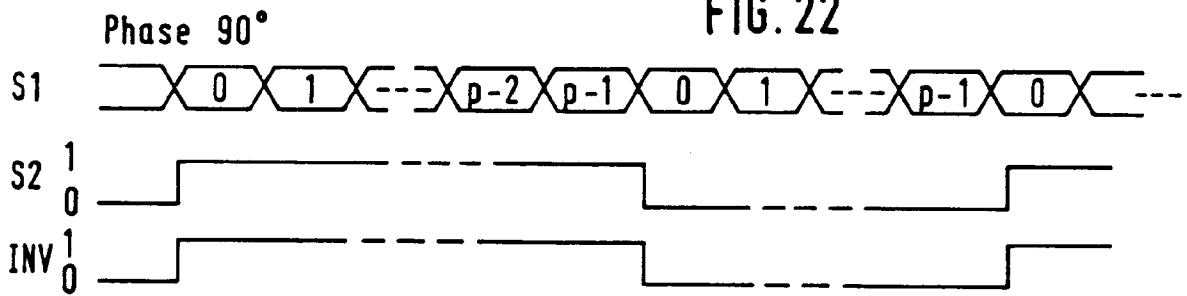 FIG. 22
Phase 90°
S1 0 1 p-2 p-1 0 1 p-1 0
S2 1 0
INV 1 0